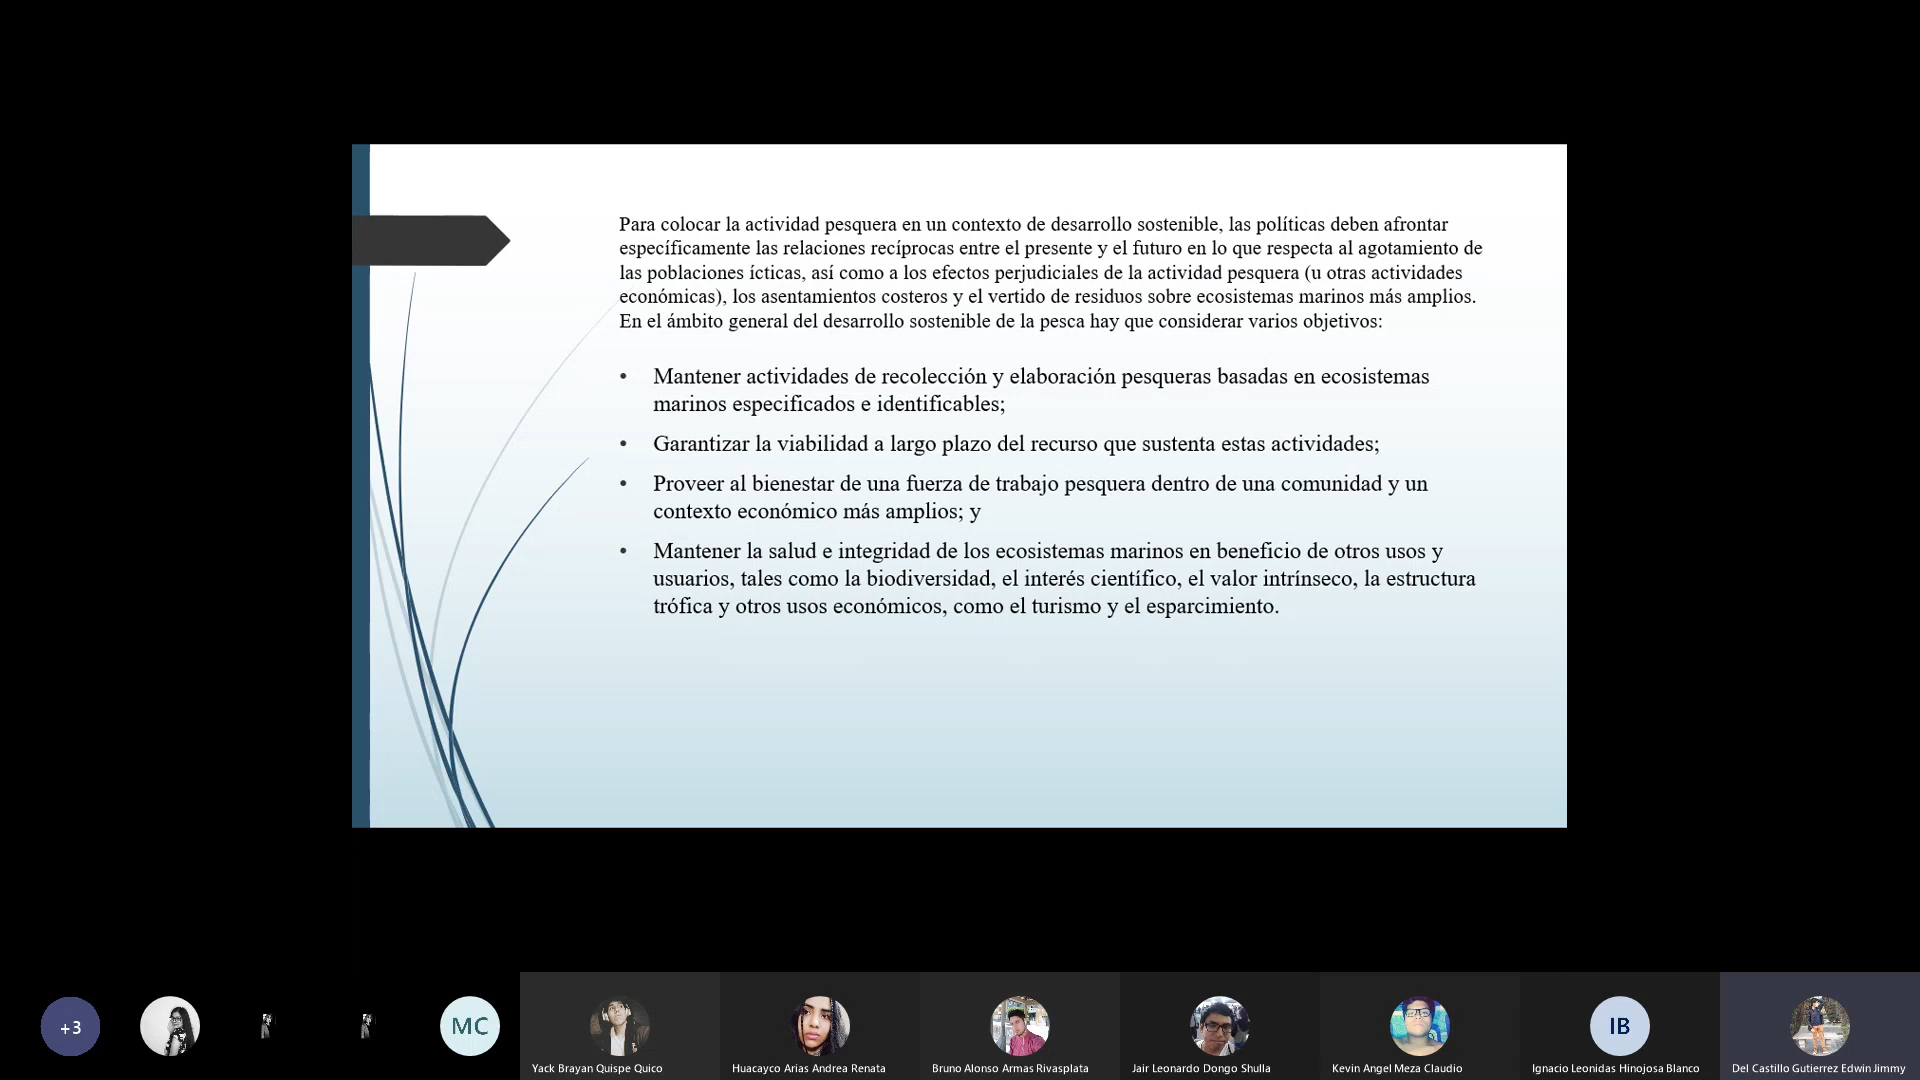 Para colocar la actividad pesquera en un contexto de desarrollo sostenible, las políticas deben afrontar
específicamente las relaciones recíprocas entre el presente y el futuro en lo que respecta al agotamiento de
las poblaciones ícticas, así como a los efectos perjudiciales de la actividad pesquera (u otras actividades
económicas), los asentamientos costeros y el vertido de residuos sobre ecosistemas marinos más amplios.
En el ámbito general del desarrollo sostenible de la pesca hay que considerar varios objetivos:
• Mantener actividades de recolección y elaboración pesqueras basadas en ecosistemas
marinos especificados e identificables;
• Garantizar la viabilidad a largo plazo del recurso que sustenta estas actividades;
• Proveer al bienestar de una fuerza de trabajo pesquera dentro de una comunidad y un
contexto económico más amplios; y
• Mantener la salud e integridad de los ecosistemas marinos en beneficio de otros usos y
usuarios, tales como la biodiversidad, el interés científico, el valor intrínseco, la estructura
trófica y otros usos económicos, como el turismo y el esparcimiento.
+3
MC
IB
Yack Brayan Quispe Quico
Huacayco Arias Andrea Renata
Bruno Alonso Armas Rivasplata
Jair Leonardo Dongo Shulla
Kevin Angel Meza Claudio
Ignacio Leonidas Hinojosa Blanco
Del Castillo Gutierrez Edwin Jimmy